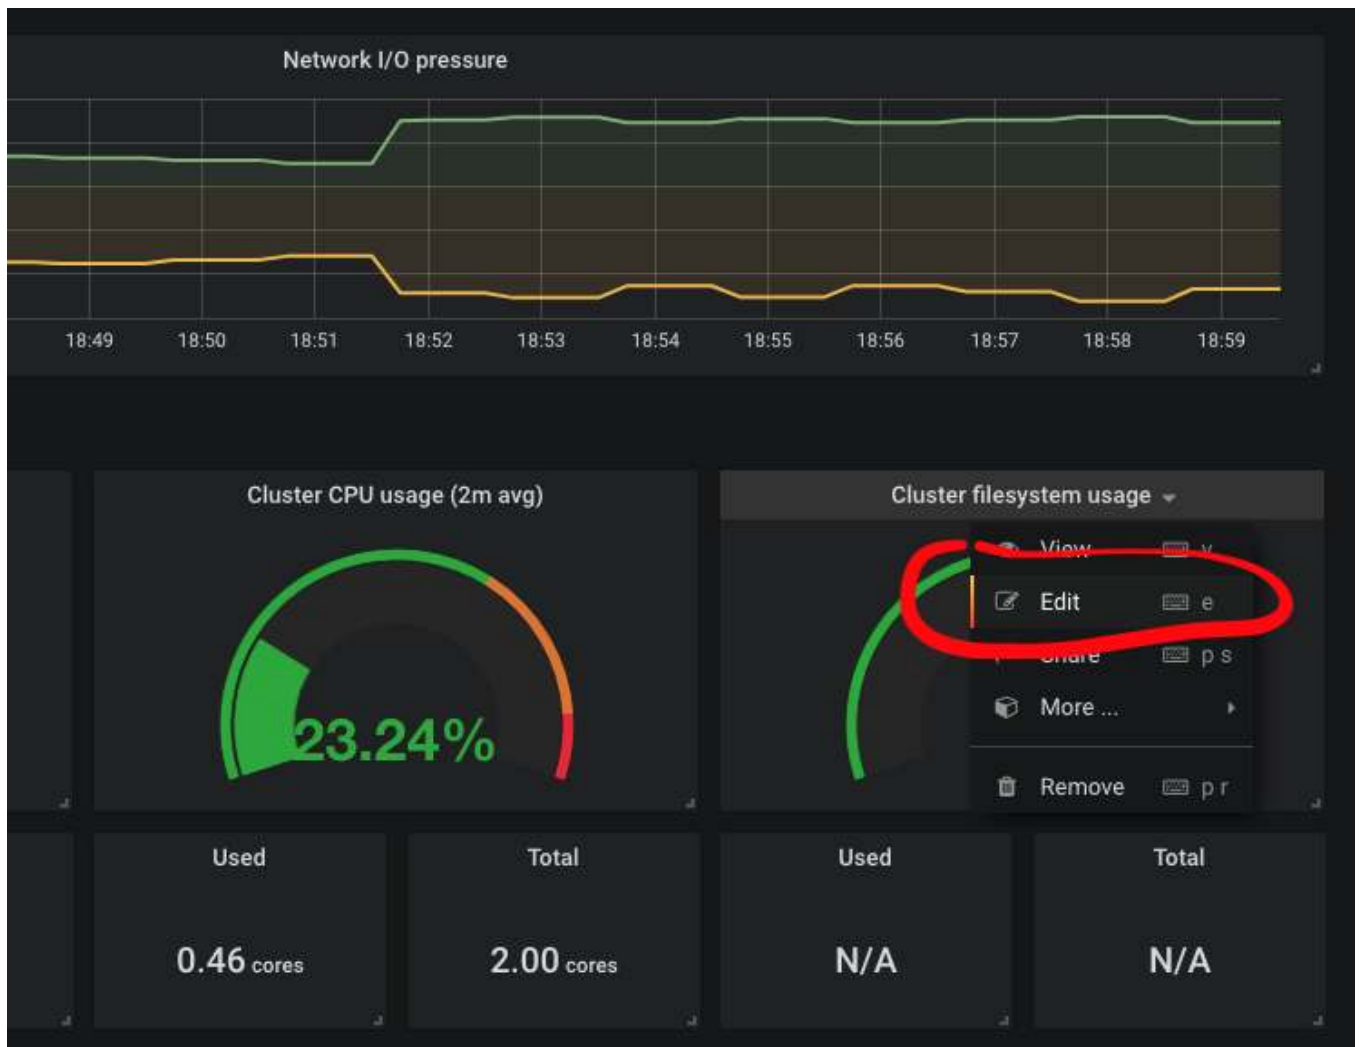 Network I/O pressure
18:49 18:50 18:51 18:52 18:53 18:54 18:55 18:56 18:57 18:58 18:59
Cluster CPU usage (2m avg)
23.24%
Cluster filesystem usage
View v
Edit e
Share p s
More ...
Remove p r
Used
0.46 cores
Total
2.00 cores
Used
N/A
Total
N/A